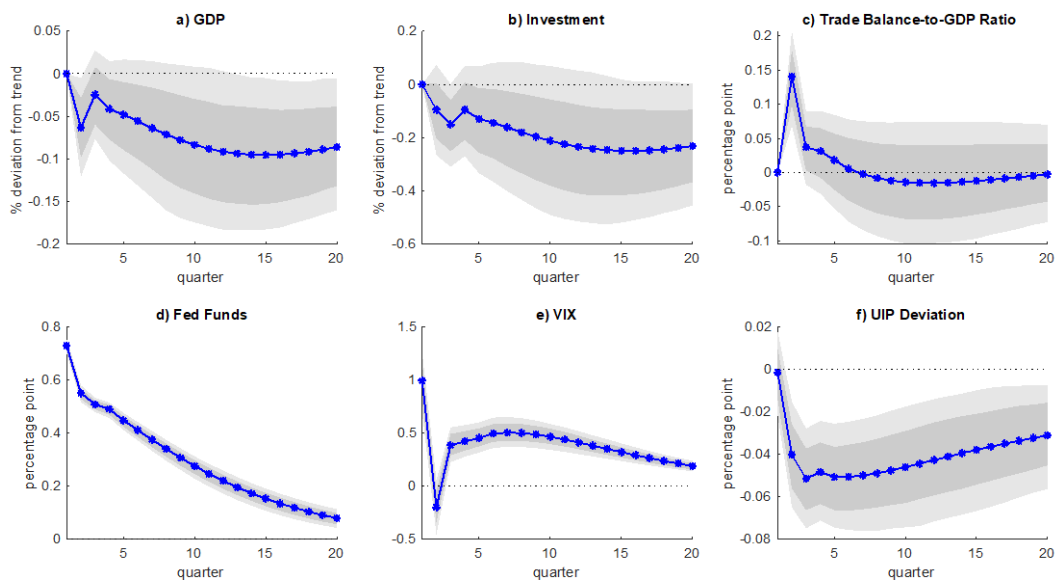 a) GDP
0.05
0
-0.05
-0.1
-0.15
-0.2
% deviation from trend
5 10 15 20
quarter
b) Investment
0.2
0
-0.2
-0.4
-0.6
% deviation from trend
5 10 15 20
quarter
c) Trade Balance-to-GDP Ratio
0.2
0.15
0.1
0.05
0
-0.05
-0.1
percentage point
5 10 15 20
quarter
d) Fed Funds
0.8
0.6
0.4
0.2
0
percentage point
5 10 15 20
quarter
e) VIX
1.5
1
0.5
0
-0.5
5 10 15 20
quarter
f) UIP Deviation
0.02
0
-0.02
-0.04
-0.06
-0.08
percentage point
5 10 15 20
quarter